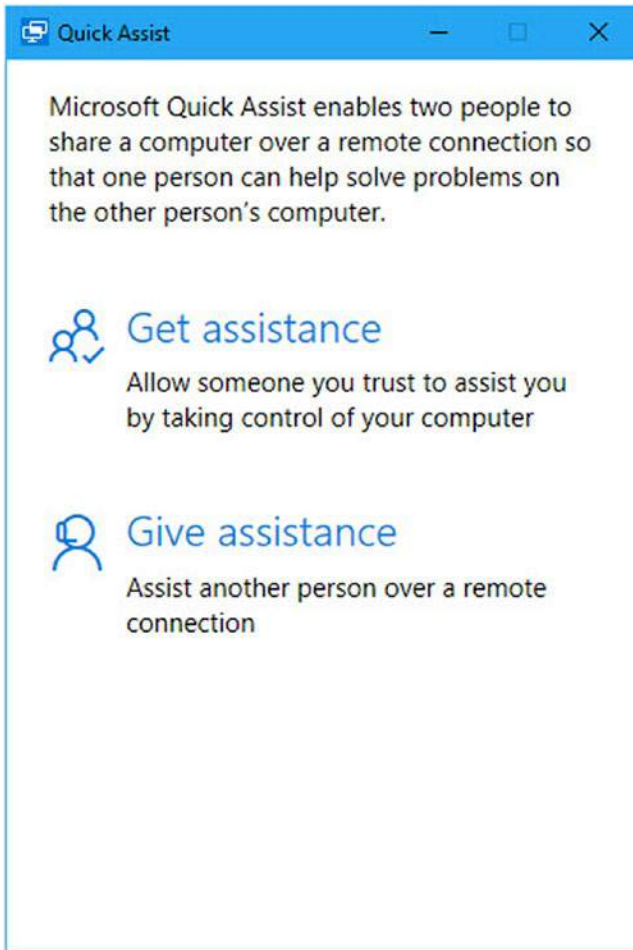 Quick Assist
Microsoft Quick Assist enables two people to
share a computer over a remote connection so
that one person can help solve problems on
the other person's computer.
Get assistance
Allow someone you trust to assist you
by taking control of your computer
Give assistance
Assist another person over a remote
connection